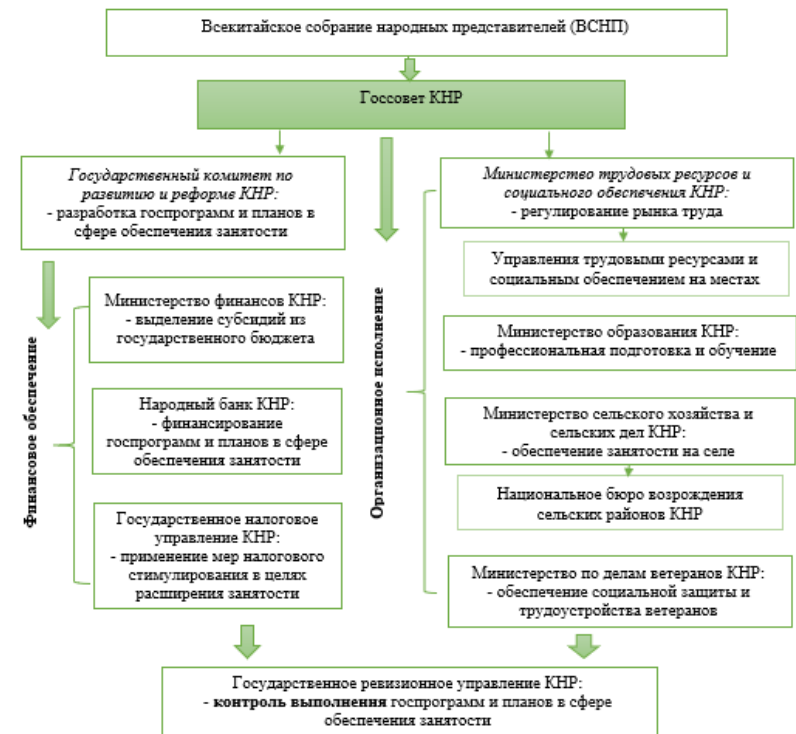 Всекитайское собрание народных представителей (ВСНП)
Госсовет КНР
Государственный комитет по
развитию и реформе КНР:
- разработка госпрограмм и планов в
сфере обеспечения занятости
Финансовое обеспечение
Министерство финансов КНР:
- выделение субсидий из
государственного бюджета
Народный банк КНР:
- финансирование
госпрограмм и планов в сфере
обеспечения занятости
Государственное налоговое
управление КНР:
- применение мер налогового
стимулирования в целях
расширения занятости
Организационное исполнение
Министерство трудовых ресурсов и
социального обеспечения КНР:
- регулирование рынка труда
Управления трудовыми ресурсами и
социальным обеспечением на местах
Министерство образования КНР:
- профессиональная подготовка и обучение
Министерство сельского хозяйства и
сельских дел КНР:
- обеспечение занятости на селе
Национальное бюро возрождения
сельских районов КНР
Министерство по делам ветеранов КНР:
- обеспечение социальной защиты и
трудоустройства ветеранов
Государственное ревизионное управление КНР:
- контроль выполнения госпрограмм и планов в сфере
обеспечения занятости